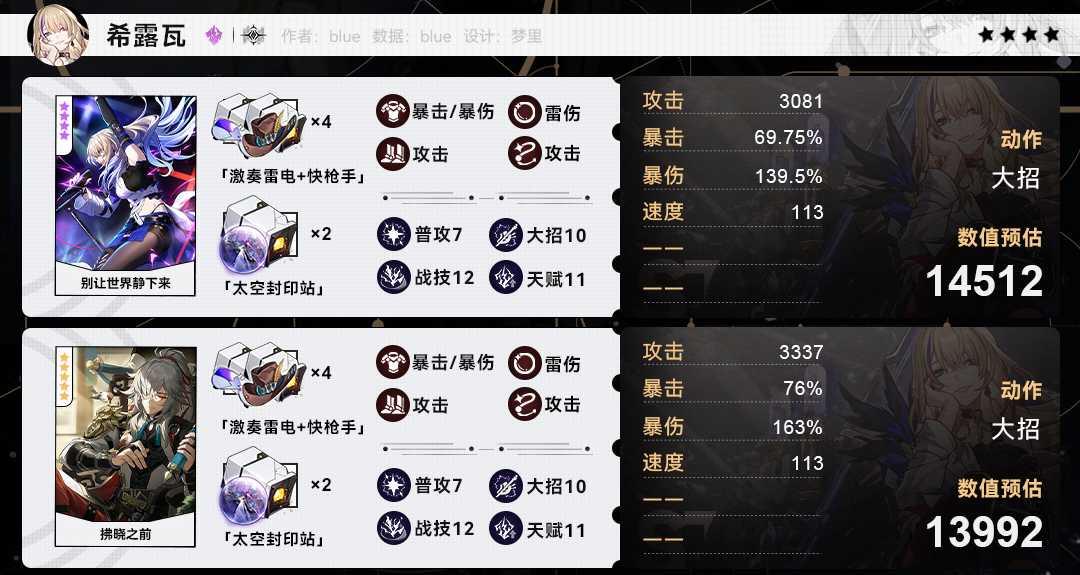 希露瓦 作者：blue 数据：blue 设计：梦里
×4
暴击/暴伤 雷伤
攻击 攻击
「激奏雷电+快枪手」
×2
普攻7 大招10
战技12 天赋11
别让世界静下来
「太空封印站」
攻击 3081
暴击 69.75%
暴伤 139.5%
速度 113
——
——
动作
大招
数值预估
14512
×4
暴击/暴伤 雷伤
攻击 攻击
「激奏雷电+快枪手」
×2
普攻7 大招10
战技12 天赋11
拂晓之前
「太空封印站」
攻击 3337
暴击 76%
暴伤 163%
速度 113
——
——
动作
大招
数值预估
13992